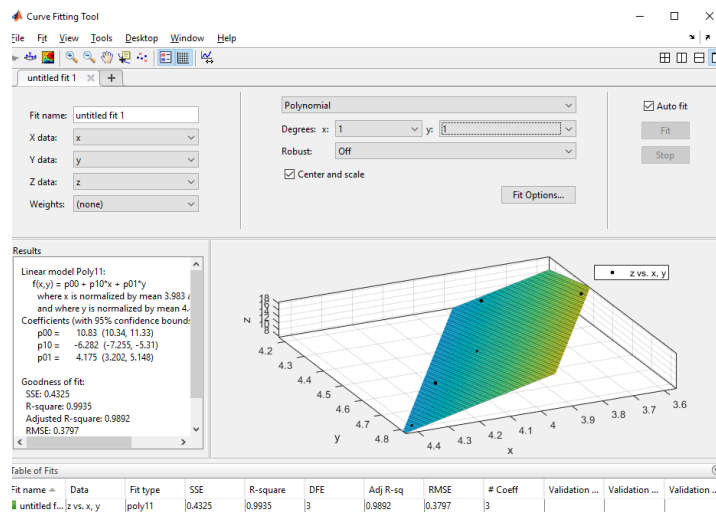 Curve Fitting Tool
File Fit View Tools Desktop Window Help
untitled fit 1
Fit name: untitled fit 1
X data: x
Y data: y
Z data: z
Weights: (none)
Polynomial
Degrees: x: 1 y: 1
Robust: Off
Center and scale
Fit Options...
Auto fit
Fit
Stop
Results
Linear model Poly11:
f(x,y) = p00 + p10*x + p01*y
where x is normalized by mean 3.983
and where y is normalized by mean 4.
Coefficients (with 95% confidence bounds
p00 = 10.83 (10.34, 11.33)
p10 = -6.282 (-7.255, -5.31)
p01 = 4.175 (3.202, 5.148)
Goodness of fit:
SSE: 0.4325
R-square: 0.9935
Adjusted R-square: 0.9892
RMSE: 0.3797
z vs. x, y
z
18
16
14
12
10
8
4.2
4.3
4.4
4.5
4.6
4.7
4.8
y
4.4
4.3
4.2
4.1
4
3.9
3.8
3.7
3.6
x
Table of Fits
Fit name Data Fit type SSE R-square DFE Adj R-sq RMSE # Coeff Validation ... Validation ... Validation ...
untitled f... z vs. x, y poly11 0.4325 0.9935 3 0.9892 0.3797 3